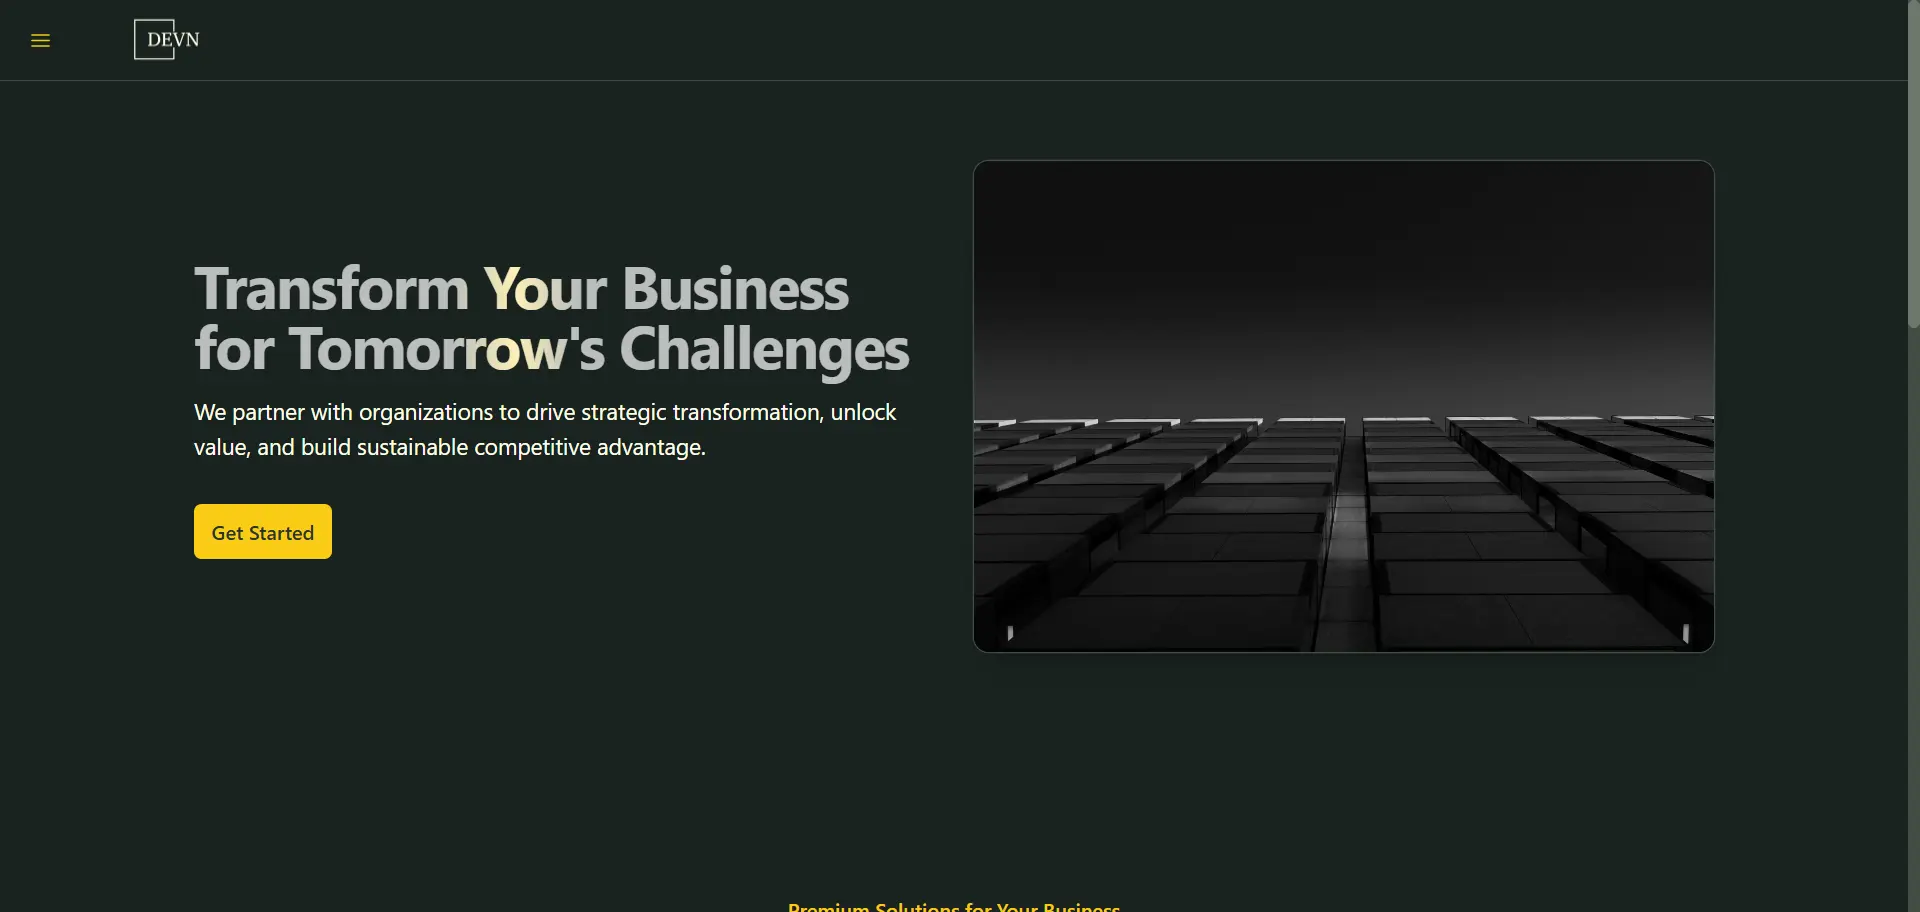 DEVN
Transform Your Business
for Tomorrow's Challenges
We partner with organizations to drive strategic transformation, unlock
value, and build sustainable competitive advantage.
Get Started
Premium Solutions for Your Business